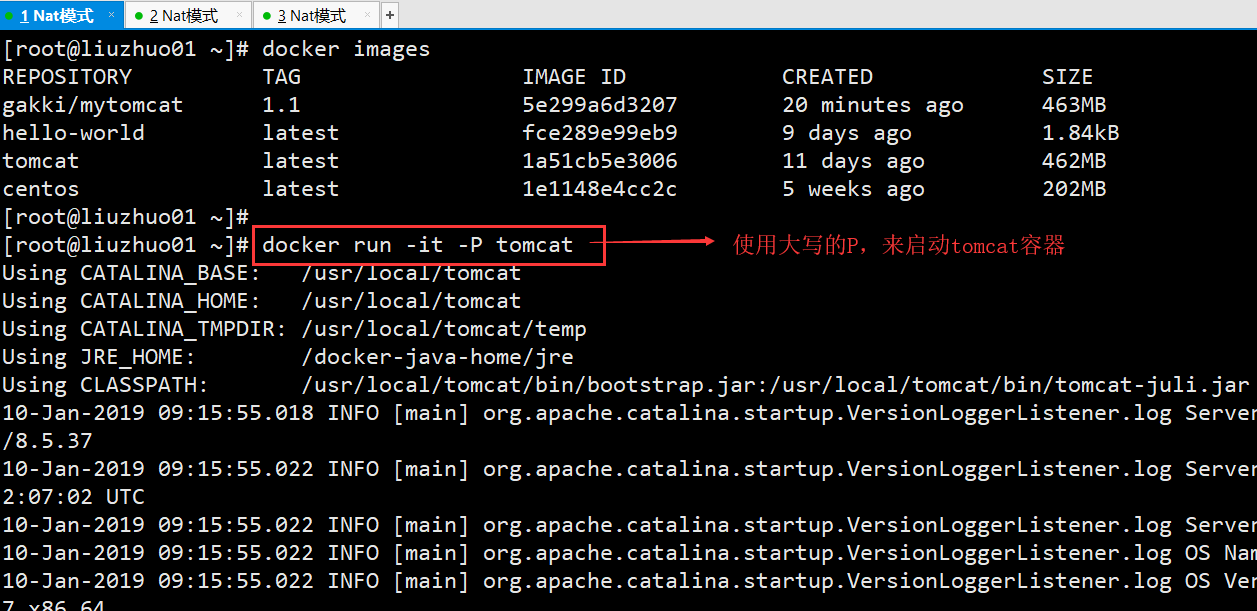 1 Nat模式 × 2 Nat模式 × 3 Nat模式 × +
[root@liuzhuo01 ~]# docker images
REPOSITORY TAG IMAGE ID CREATED SIZE
gakki/mytomcat 1.1 5e299a6d3207 20 minutes ago 463MB
hello-world latest fce289e99eb9 9 days ago 1.84kB
tomcat latest 1a51cb5e3006 11 days ago 462MB
centos latest 1e1148e4cc2c 5 weeks ago 202MB
[root@liuzhuo01 ~]#
[root@liuzhuo01 ~]# docker run -it -P tomcat 使用大写的P，来启动tomcat容器
Using CATALINA_BASE: /usr/local/tomcat
Using CATALINA_HOME: /usr/local/tomcat
Using CATALINA_TMPDIR: /usr/local/tomcat/temp
Using JRE_HOME: /docker-java-home/jre
Using CLASSPATH: /usr/local/tomcat/bin/bootstrap.jar:/usr/local/tomcat/bin/tomcat-juli.jar
10-Jan-2019 09:15:55.018 INFO [main] org.apache.catalina.startup.VersionLoggerListener.log Server
/8.5.37
10-Jan-2019 09:15:55.022 INFO [main] org.apache.catalina.startup.VersionLoggerListener.log Server
2:07:02 UTC
10-Jan-2019 09:15:55.022 INFO [main] org.apache.catalina.startup.VersionLoggerListener.log Server
10-Jan-2019 09:15:55.022 INFO [main] org.apache.catalina.startup.VersionLoggerListener.log OS Nam
10-Jan-2019 09:15:55.022 INFO [main] org.apache.catalina.startup.VersionLoggerListener.log OS Ver
7.x86_64